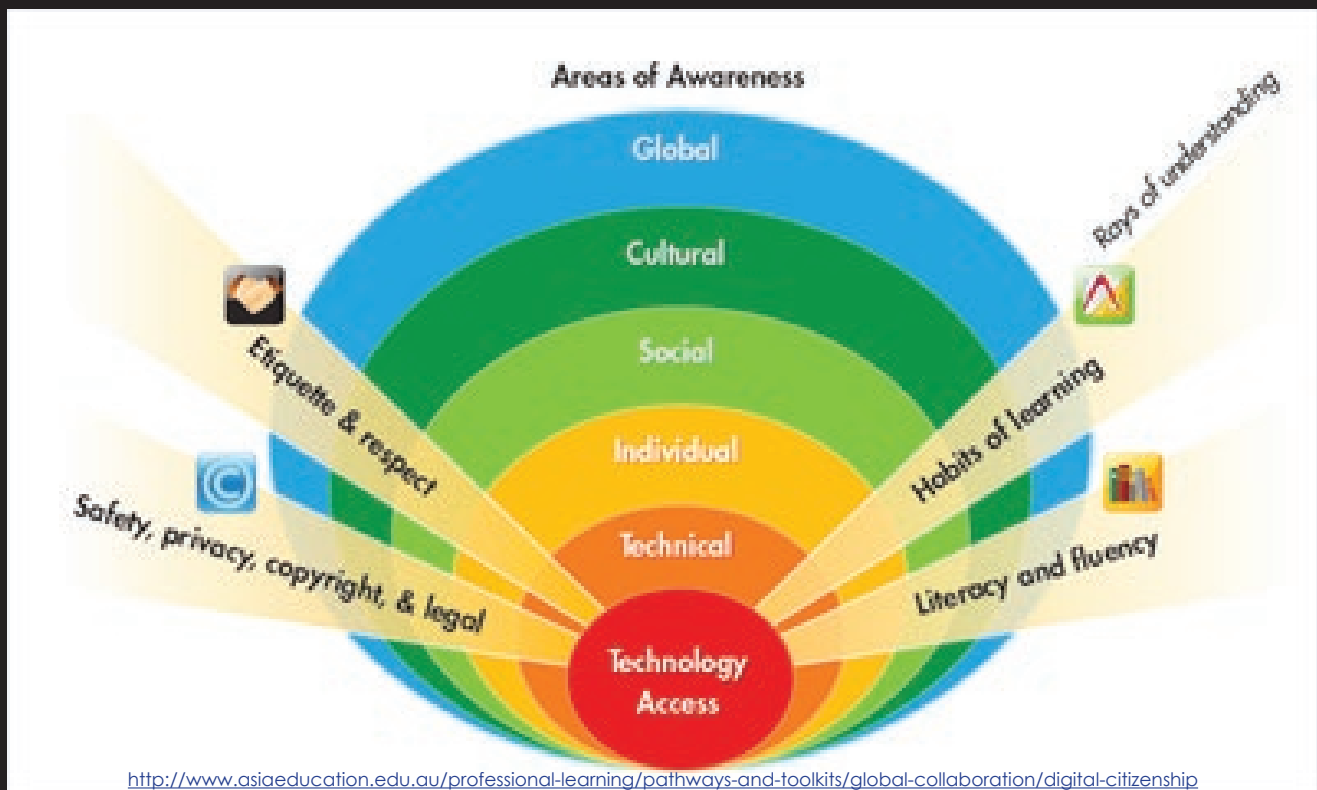 Areas of Awareness
Global
Cultural
Social
Individual
Technical
Technology
Access
Etiquette & respect
Safety, privacy, copyright, & legal
Rays of understanding
Habits of learning
Literacy and fluency
©
http://www.asiaeducation.edu.au/professional-learning/pathways-and-toolkits/global-collaboration/digital-citizenship